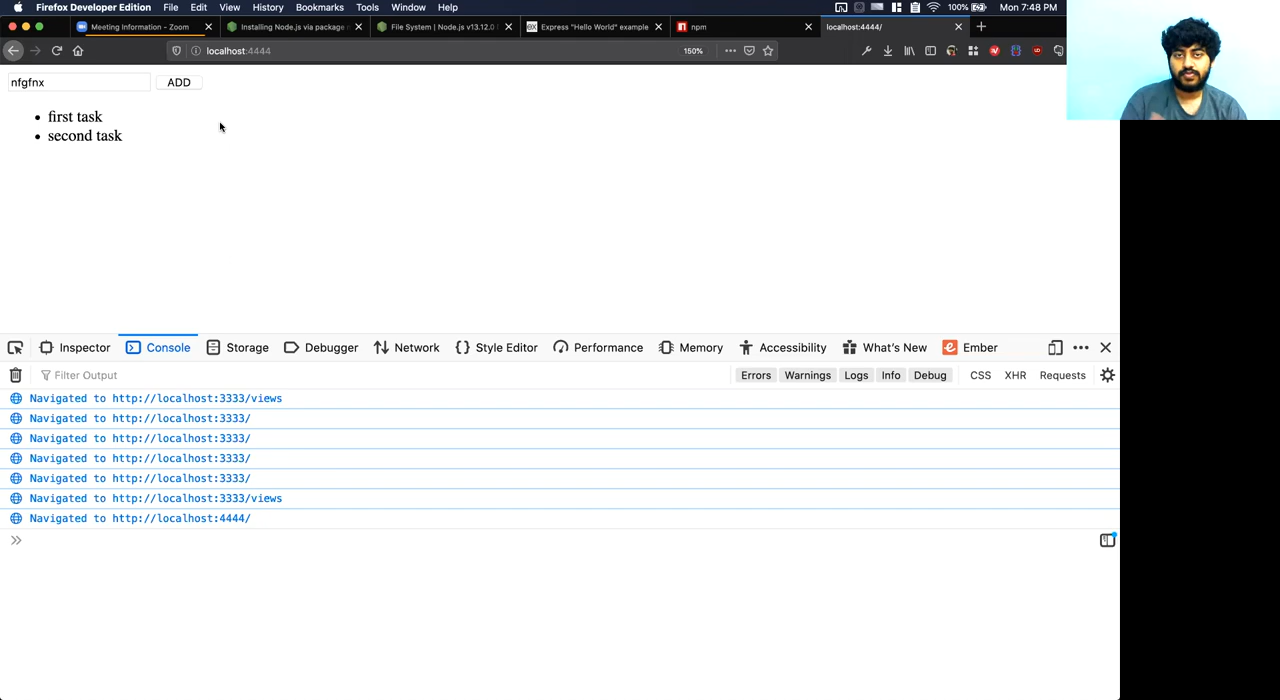 Firefox Developer Edition File Edit View History Bookmarks Tools Window Help 100% Mon 7:48 PM
Meeting Information - Zoom Installing Node.js via package File System | Node.js v13.12.0 Express "Hello World" example npm localhost:4444/
localhost:4444 150%
nfgfnx ADD
• first task
• second task
Inspector Console Storage Debugger Network Style Editor Performance Memory Accessibility What's New Ember
Filter Output Errors Warnings Logs Info Debug CSS XHR Requests
Navigated to http://localhost:3333/views
Navigated to http://localhost:3333/
Navigated to http://localhost:3333/
Navigated to http://localhost:3333/
Navigated to http://localhost:3333/
Navigated to http://localhost:3333/views
Navigated to http://localhost:4444/